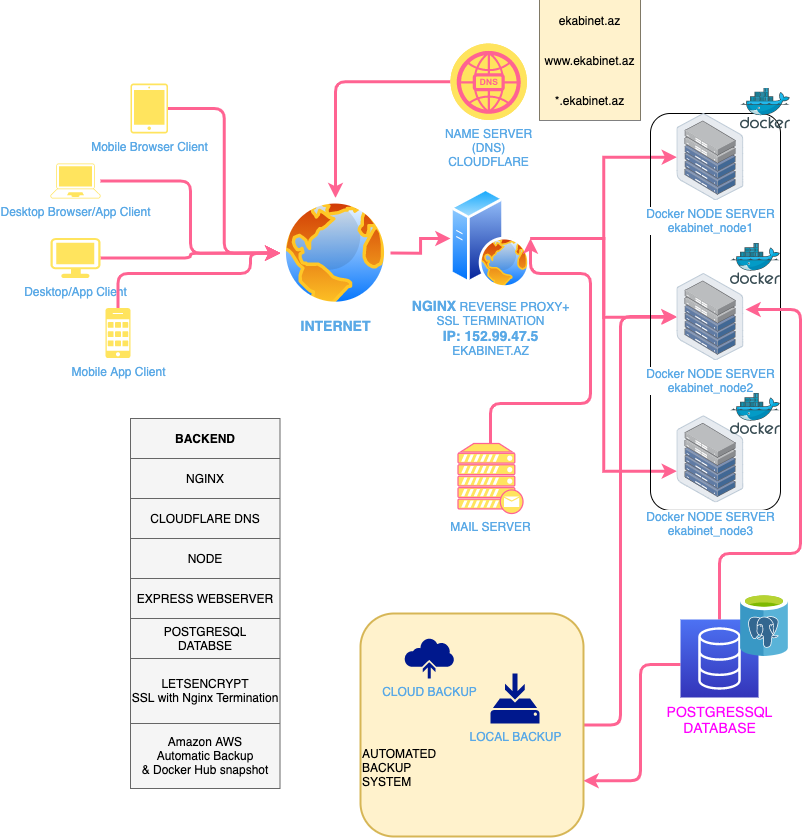 ekabinet.az
www.ekabinet.az
*.ekabinet.az
DNS
NAME SERVER
(DNS)
CLOUDFLARE
Mobile Browser Client
Desktop Browser/App Client
Desktop/App Client
Mobile App Client
INTERNET
NGINX REVERSE PROXY+
SSL TERMINATION
IP: 152.99.47.5
EKABINET.AZ
docker
Docker NODE SERVER
ekabinet_node1
docker
Docker NODE SERVER
ekabinet_node2
docker
Docker NODE SERVER
ekabinet_node3
MAIL SERVER
BACKEND
NGINX
CLOUDFLARE DNS
NODE
EXPRESS WEBSERVER
POSTGRESQL
DATABSE
LETSENCRYPT
SSL with Nginx Termination
Amazon AWS
Automatic Backup
& Docker Hub snapshot
CLOUD BACKUP
LOCAL BACKUP
AUTOMATED
BACKUP
SYSTEM
POSTGRESSQL
DATABASE